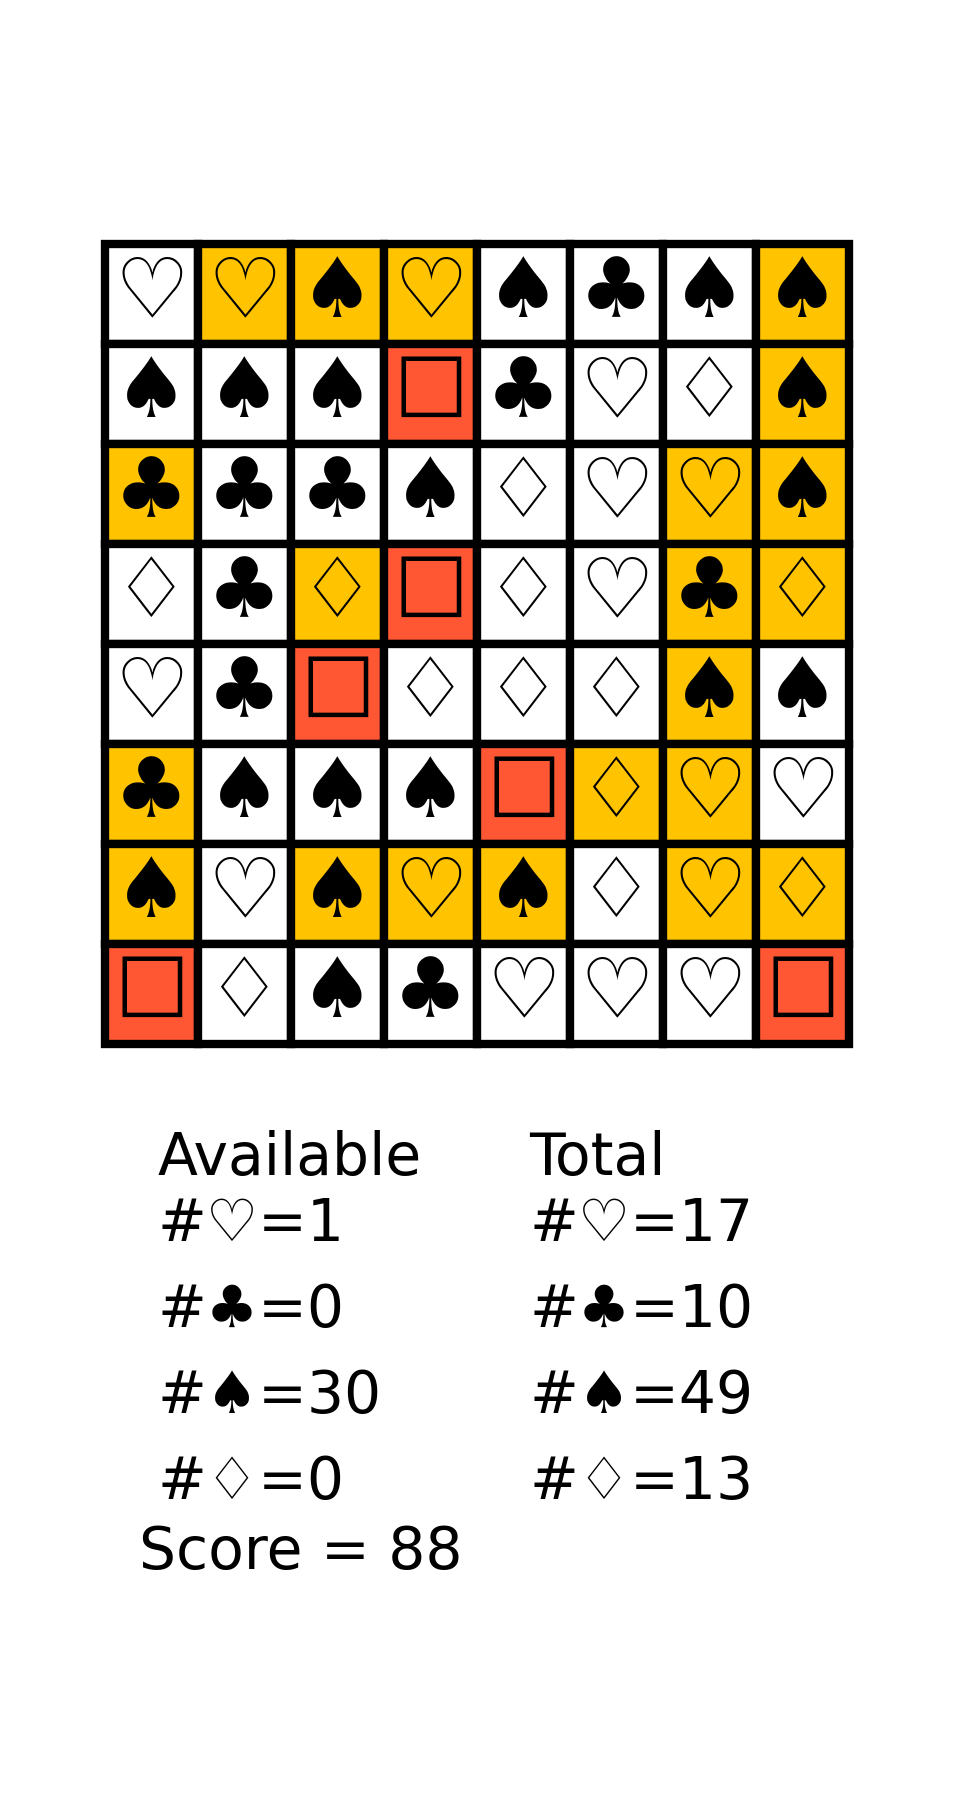 ♡ ♡ ♠ ♡ ♠ ♣ ♠ ♠
♠ ♠ ♠ □ ♣ ♡ ♢ ♠
♣ ♣ ♣ ♠ ♢ ♡ ♡ ♠
♢ ♣ ♢ □ ♢ ♡ ♣ ♢
♡ ♣ □ ♢ ♢ ♢ ♠ ♠
♣ ♠ ♠ ♠ □ ♢ ♡ ♡
♠ ♡ ♠ ♡ ♠ ♢ ♡ ♢
□ ♢ ♠ ♣ ♡ ♡ ♡ □
Available Total
#♡=1 #♡=17
#♣=0 #♣=10
#♠=30 #♠=49
#♢=0 #♢=13
Score = 88